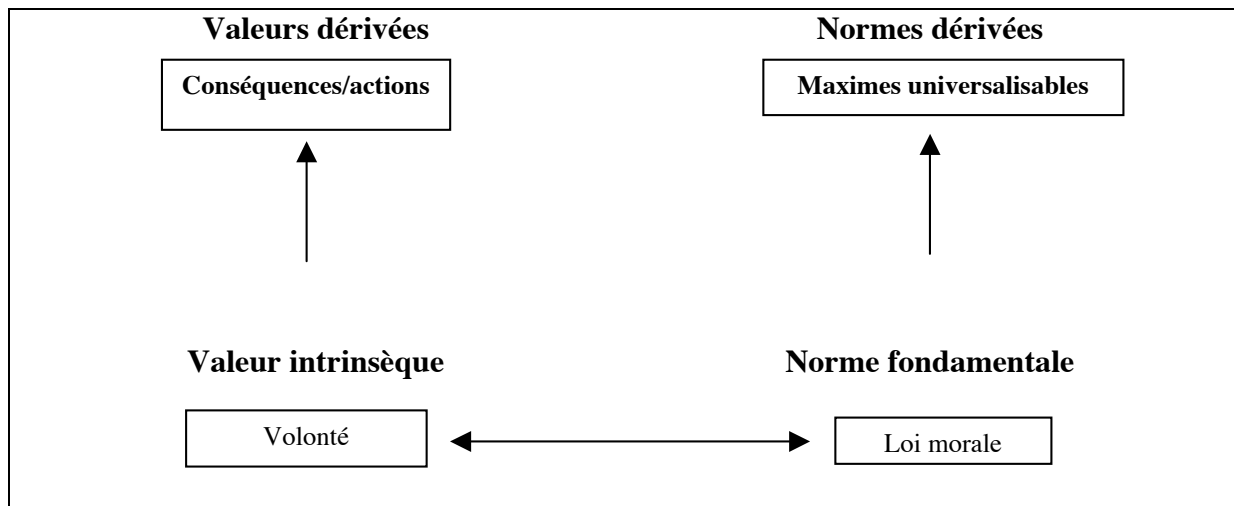 Valeurs dérivées
Normes dérivées
Conséquences/actions
Maximes universalisables
Valeur intrinsèque
Norme fondamentale
Volonté
Loi morale